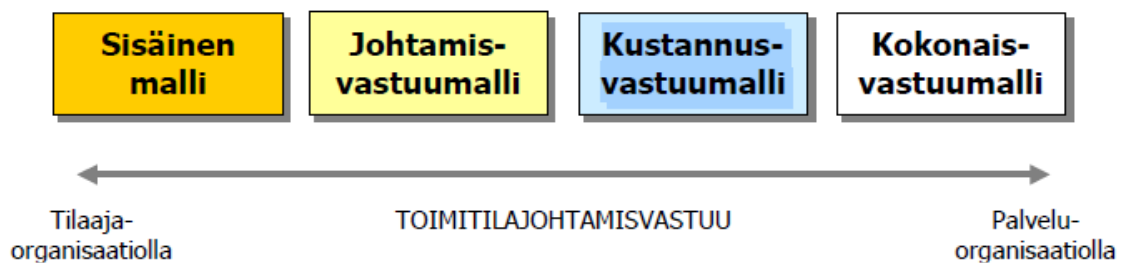 Sisäinen
malli
Johtamis-
vastuumalli
Kustannus-
vastuumalli
Kokonais-
vastuumalli
Tilaaja-
organisaatiolla
TOIMITILAJOHTAMISVASTUU
Palvelu-
organisaatiolla